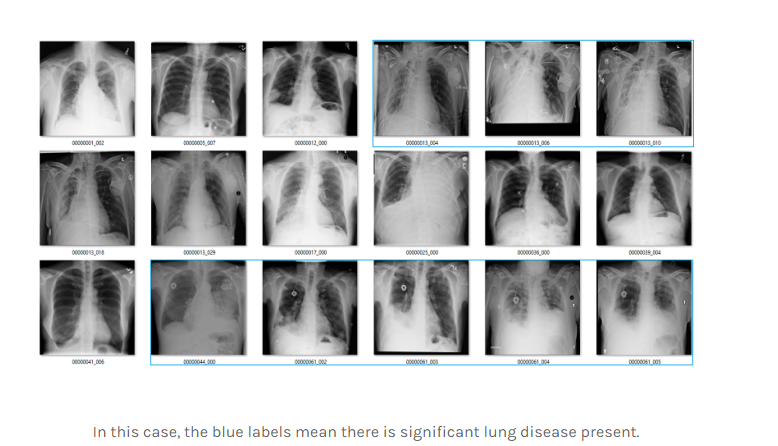 00000001_002 00000005_007 00000012_000 00000013_004 00000013_006 00000013_010
00000013_018 00000013_029 00000017_000 00000025_000 00000036_000 00000039_004
00000041_006 00000044_000 00000061_002 00000061_003 00000061_004 00000061_005
In this case, the blue labels mean there is significant lung disease present.